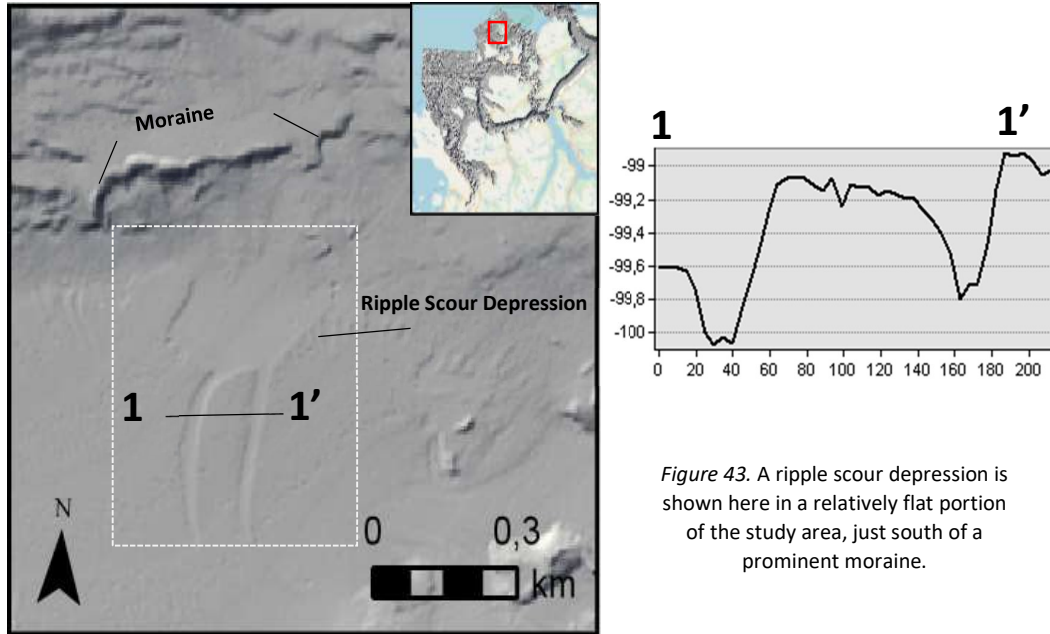 Moraine
Ripple Scour Depression
1 1’
N
0 0,3
km
1 1’
-99
-99,2
-99,4
-99,6
-99,8
-100
0 20 40 60 80 100 120 140 160 180 200
Figure 43. A ripple scour depression is
shown here in a relatively flat portion
of the study area, just south of a
prominent moraine.